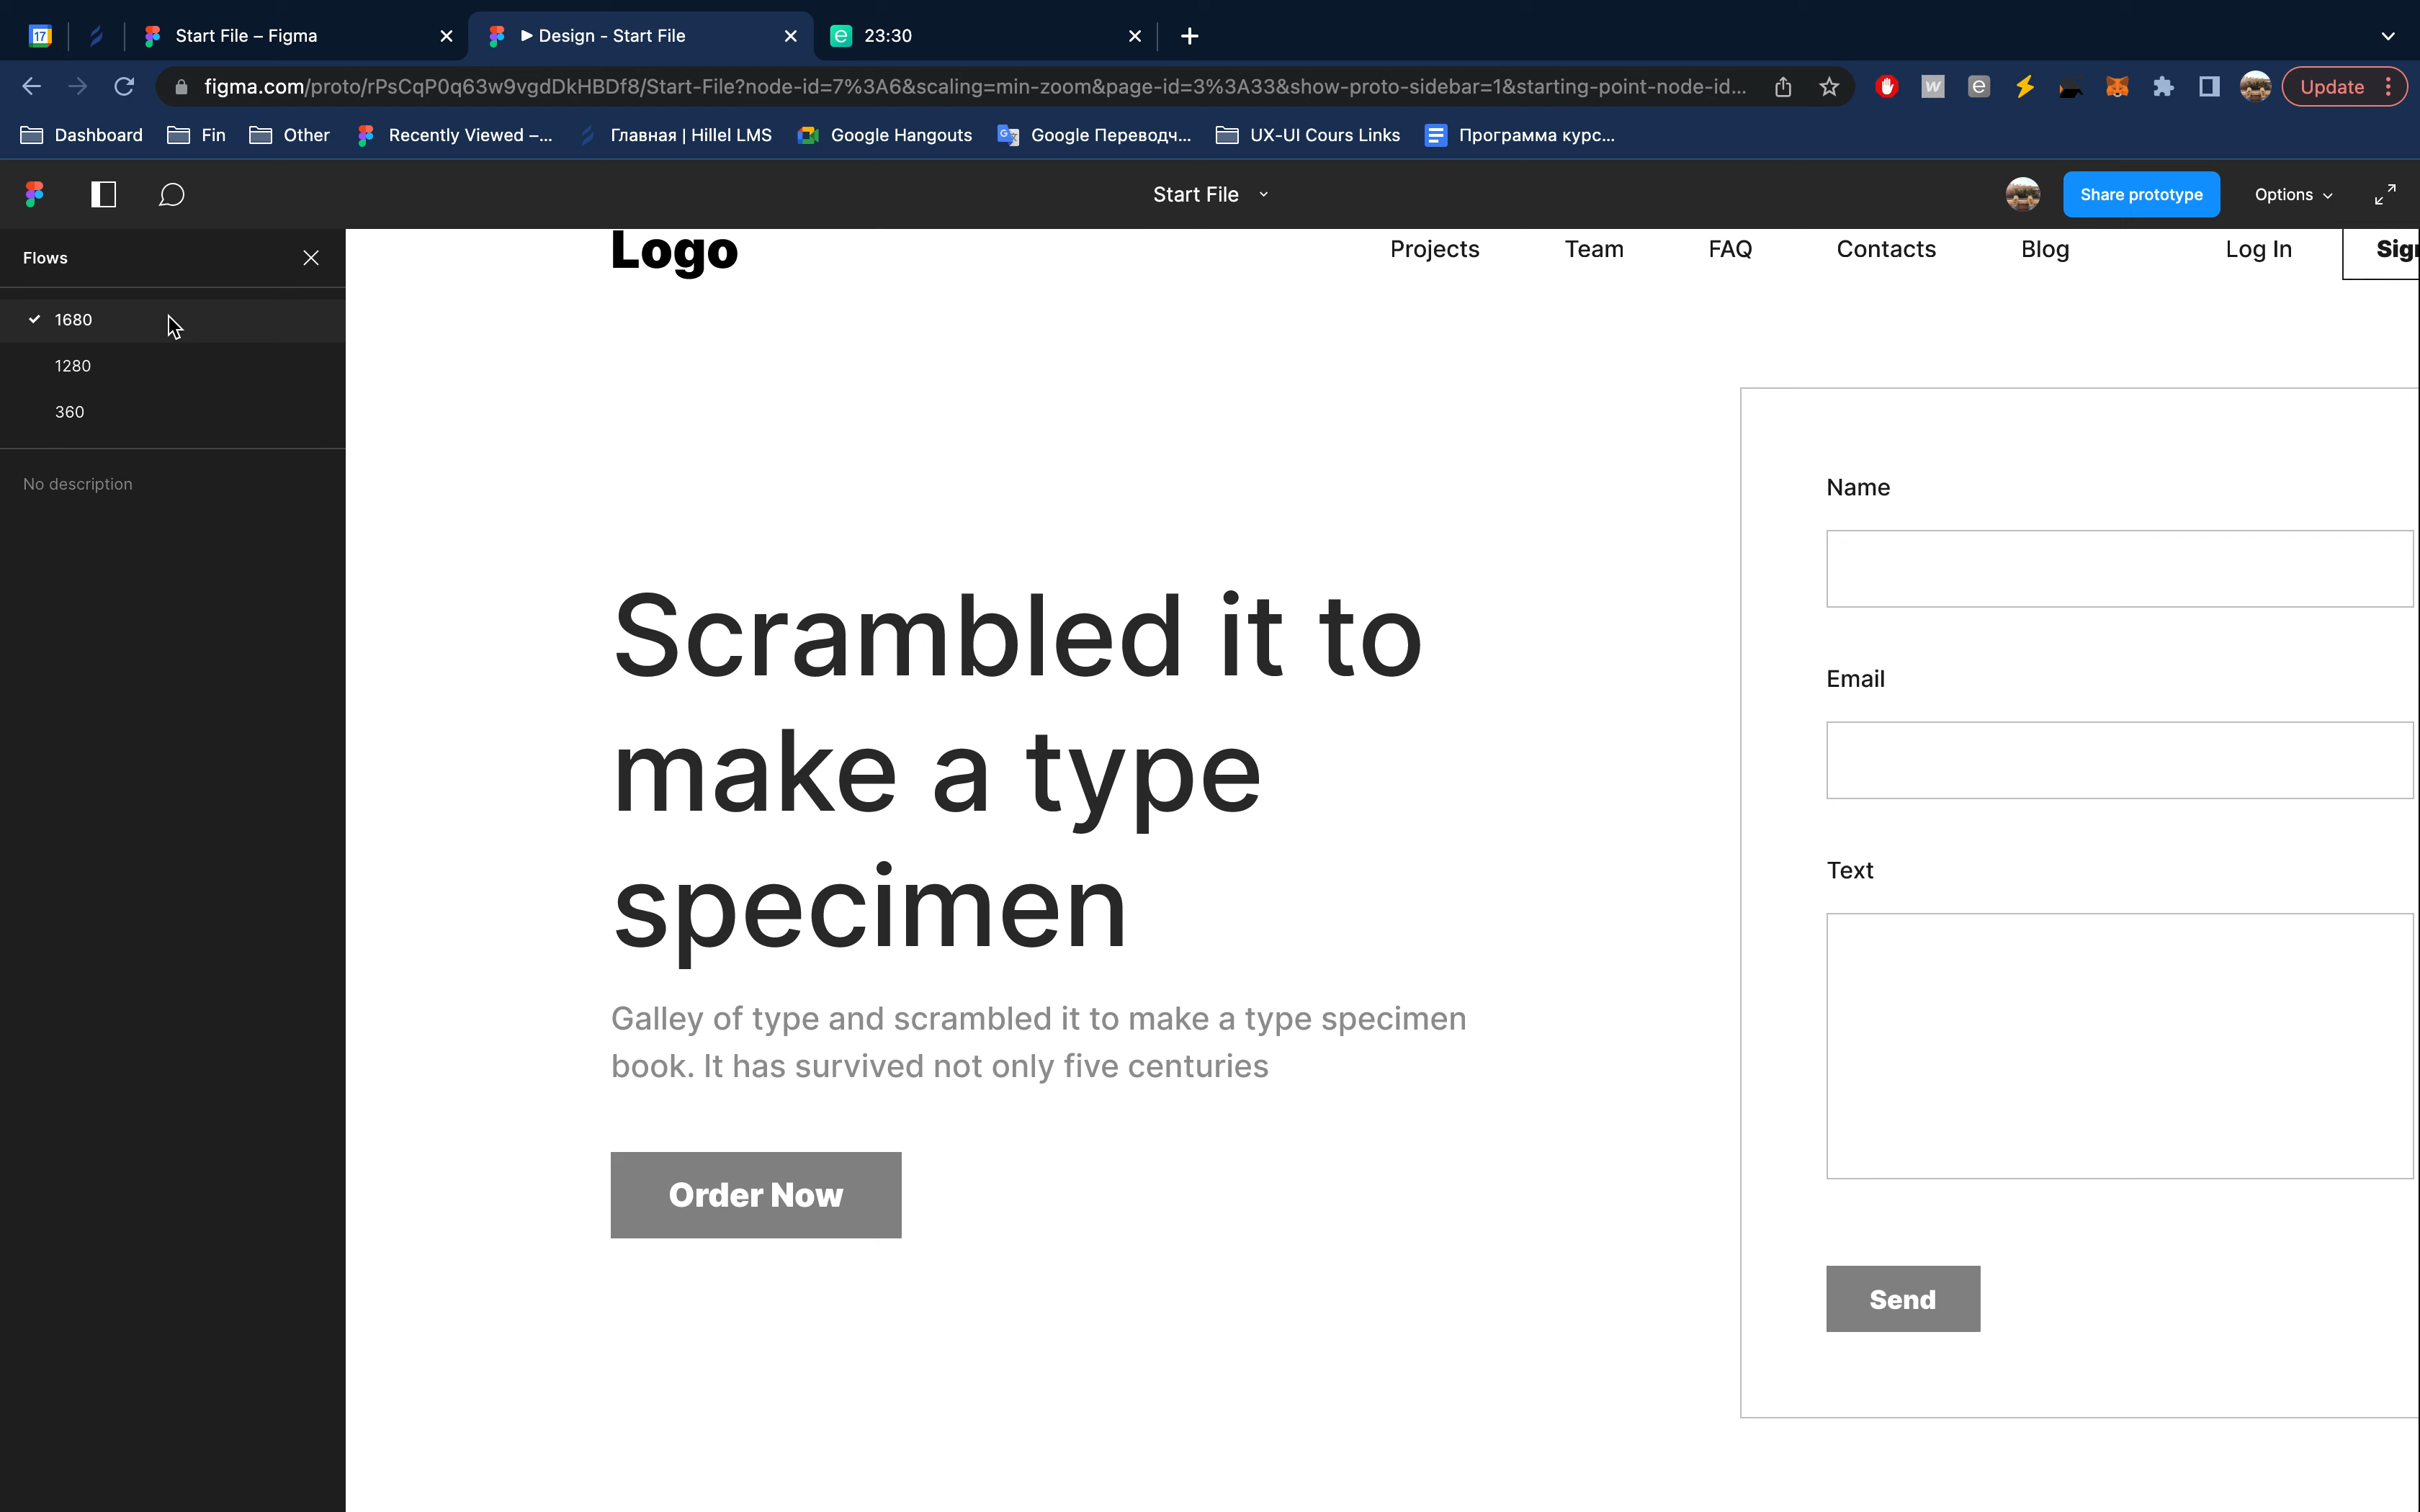 17
Start File – Figma
Design - Start File
e
23:30
figma.com/proto/rPsCqP0q63w9vgdDkHBDf8/Start-File?node-id=7%3A6&scaling=min-zoom&page-id=3%3A33&show-proto-sidebar=1&starting-point-node-id...
w
e
Update
Dashboard
Fin
Other
Recently Viewed –...
Главная | Hillel LMS
Google Hangouts
Google Переводч...
UX-UI Cours Links
Программа курс...
Start File
Share prototype
Options
Flows
1680
1280
360
No description
Logo
Projects
Team
FAQ
Contacts
Blog
Log In
Sign
Scrambled it to
make a type
specimen
Galley of type and scrambled it to make a type specimen
book. It has survived not only five centuries
Order Now
Name
Email
Text
Send